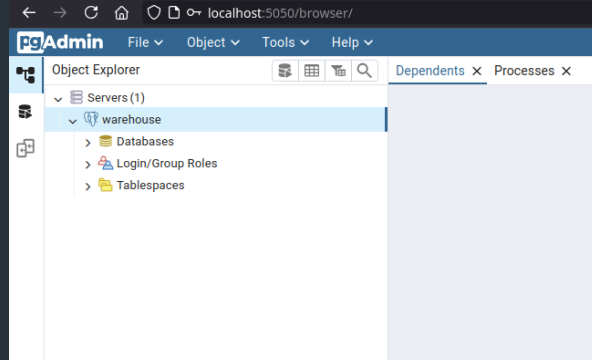 localhost:5050/browser/
pgAdmin File Object Tools Help
Object Explorer
Dependents Processes
Servers (1)
warehouse
Databases
Login/Group Roles
Tablespaces